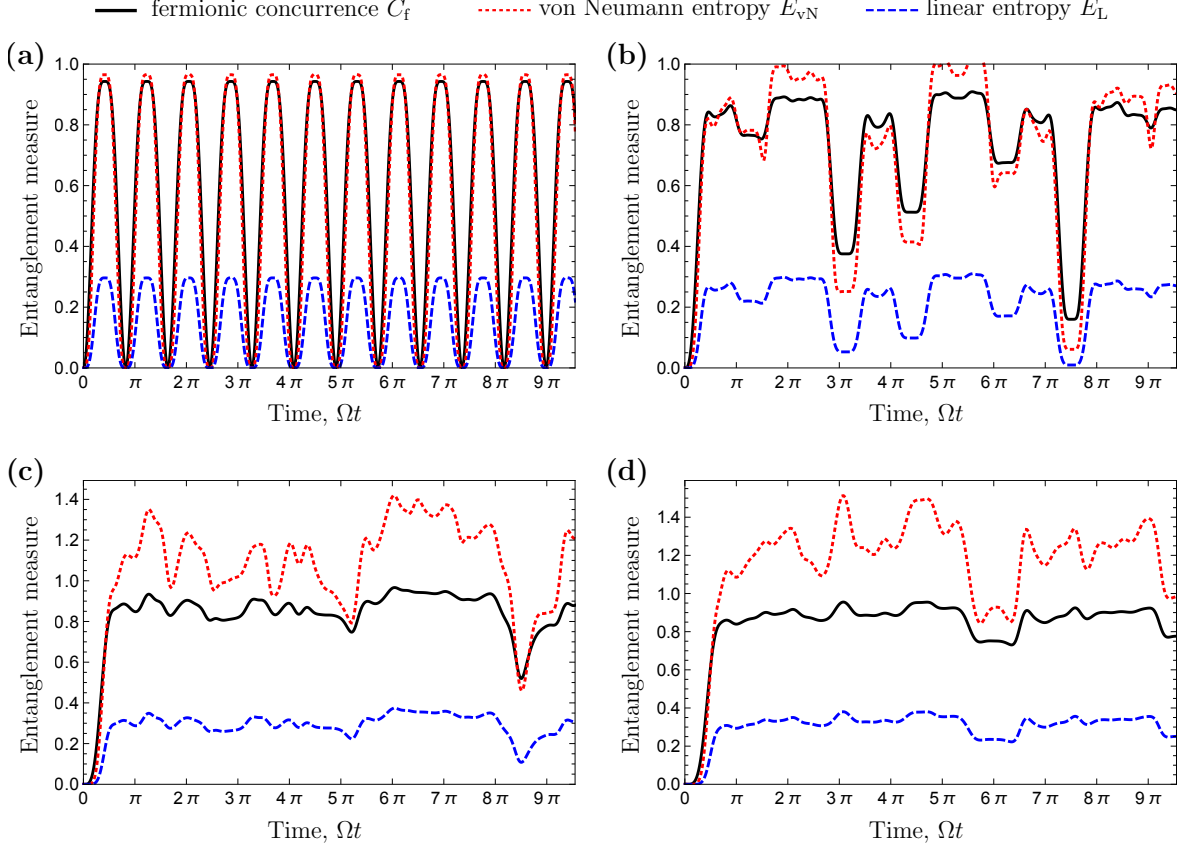 fermionic concurrence C_f von Neumann entropy E_vN linear entropy E_L
(a) (b)
1.0 1.0
0.8 0.8
0.6 0.6
0.4 0.4
0.2 0.2
0.0 0.0
Entanglement measure Entanglement measure
0 π 2π 3π 4π 5π 6π 7π 8π 9π π 2π 3π 4π 5π 6π 7π 8π 9π
Time, Ωt Time, Ωt
(c) (d)
1.4 1.4
1.2 1.2
1.0 1.0
0.8 0.8
0.6 0.6
0.4 0.4
0.2 0.2
0.0 0.0
Entanglement measure Entanglement measure
0 π 2π 3π 4π 5π 6π 7π 8π 9π π 2π 3π 4π 5π 6π 7π 8π 9π
Time, Ωt Time, Ωt